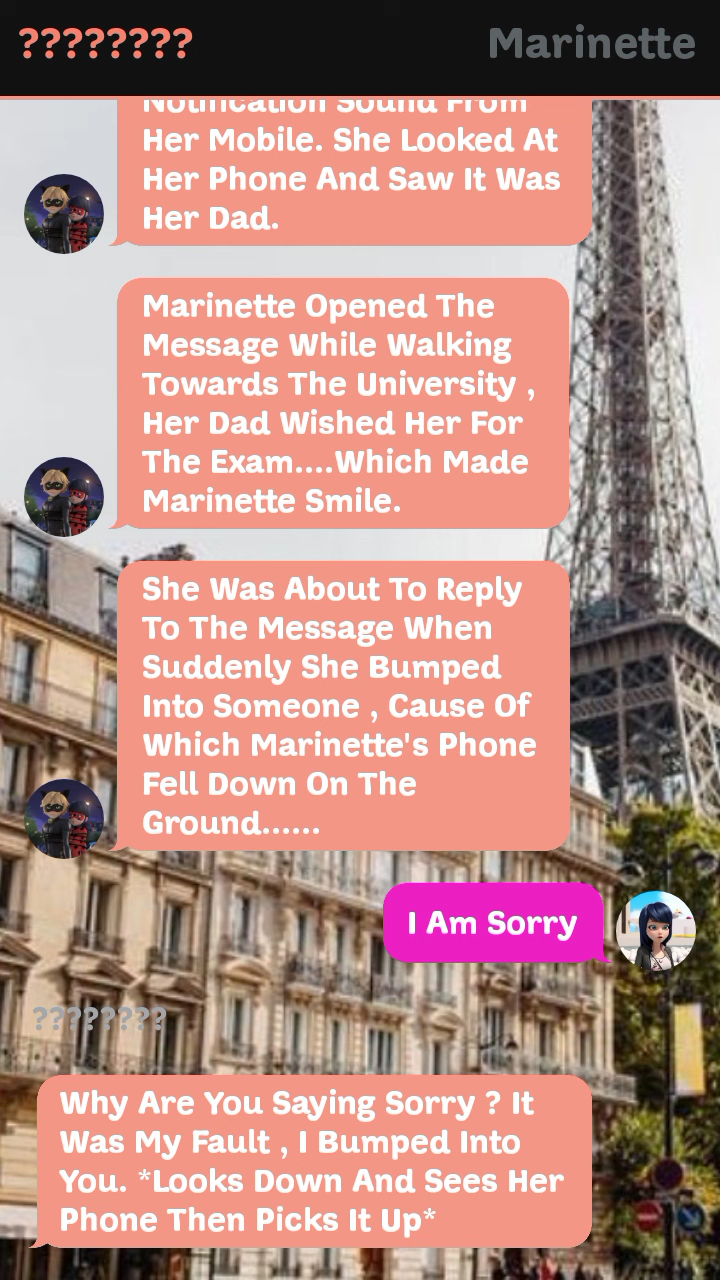 ????????
Marinette
Notification Sound From
Her Mobile. She Looked At
Her Phone And Saw It Was
Her Dad.
Marinette Opened The
Message While Walking
Towards The University ,
Her Dad Wished Her For
The Exam....Which Made
Marinette Smile.
She Was About To Reply
To The Message When
Suddenly She Bumped
Into Someone , Cause Of
Which Marinette's Phone
Fell Down On The
Ground......
I Am Sorry
????????
Why Are You Saying Sorry ? It
Was My Fault , I Bumped Into
You. *Looks Down And Sees Her
Phone Then Picks It Up*